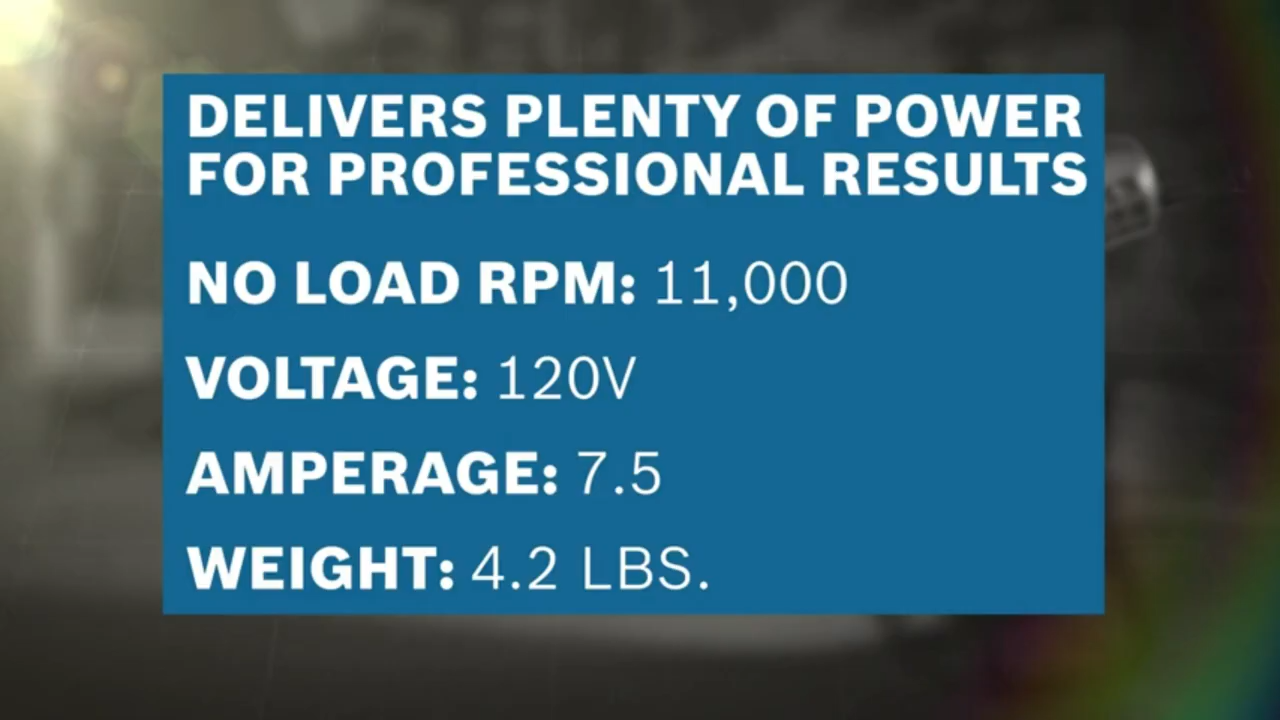 DELIVERS PLENTY OF POWER
FOR PROFESSIONAL RESULTS
NO LOAD RPM: 11,000
VOLTAGE: 120V
AMPERAGE: 7.5
WEIGHT: 4.2 LBS.